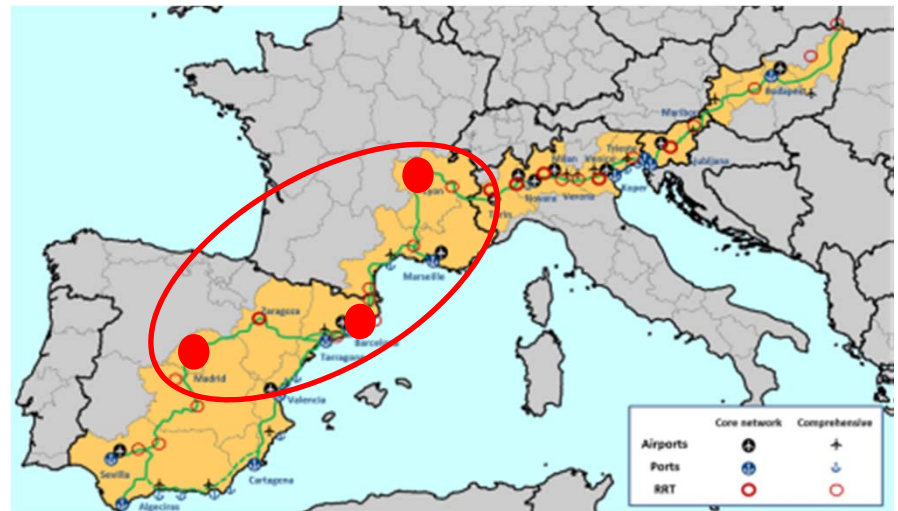 Budapest
Maribor
Ljubljana
Trieste
Milan Venice
Koper
Novara Verona
Lyon
Turin
Marseille
Zaragoza
Barcelona
Tarragona
Madrid
Valencia
Sevilla
Cartagena
Algeciras
Core network Comprehensive
Airports
Ports
RRT